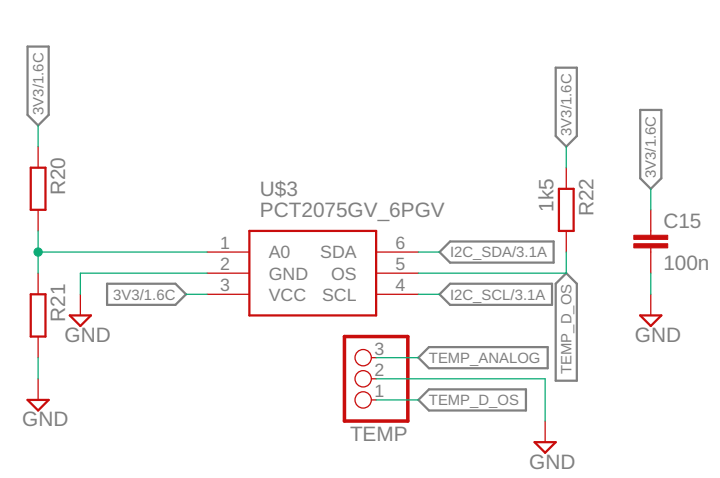 3V3/1.6C
3V3/1.6C
3V3/1.6C
R20
1k5
R22
U$3
PCT2075GV_6PGV
C15
100n
1
A0
SDA
6
I2C_SDA/3.1A
2
GND
OS
5
3V3/1.6C
3
VCC
SCL
4
I2C_SCL/3.1A
R21
GND
TEMP_D_OS
GND
3
TEMP_ANALOG
2
1
TEMP_D_OS
GND
TEMP
GND